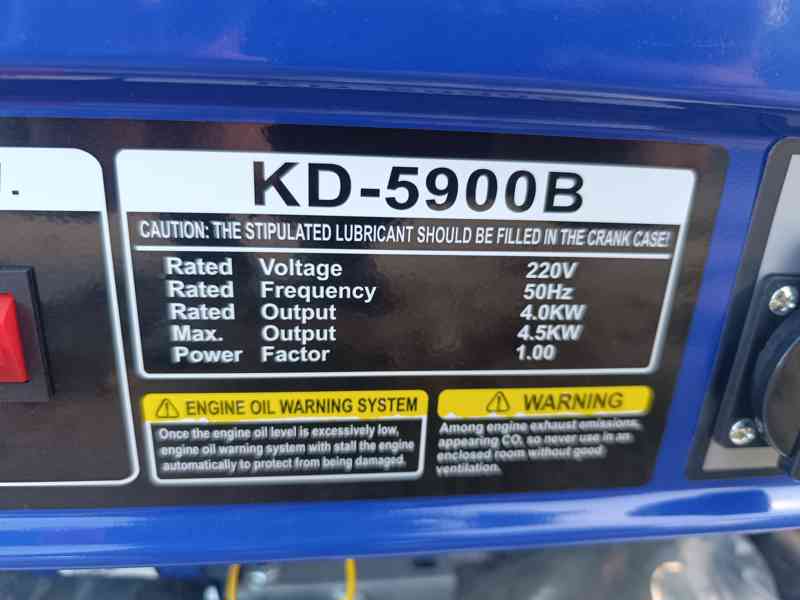 KD-5900B
CAUTION: THE STIPULATED LUBRICANT SHOULD BE FILLED IN THE CRANK CASE!
Rated Voltage 220V
Rated Frequency 50Hz
Rated Output 4.0KW
Max. Output 4.5KW
Power Factor 1.00
ENGINE OIL WARNING SYSTEM
Once the engine oil level is excessively low,
engine oil warning system with stall the engine
automatically to protect from being damaged.
WARNING
Among engine exhaust emissions,
appearing CO, so never use in an
enclosed room without good
ventilation.